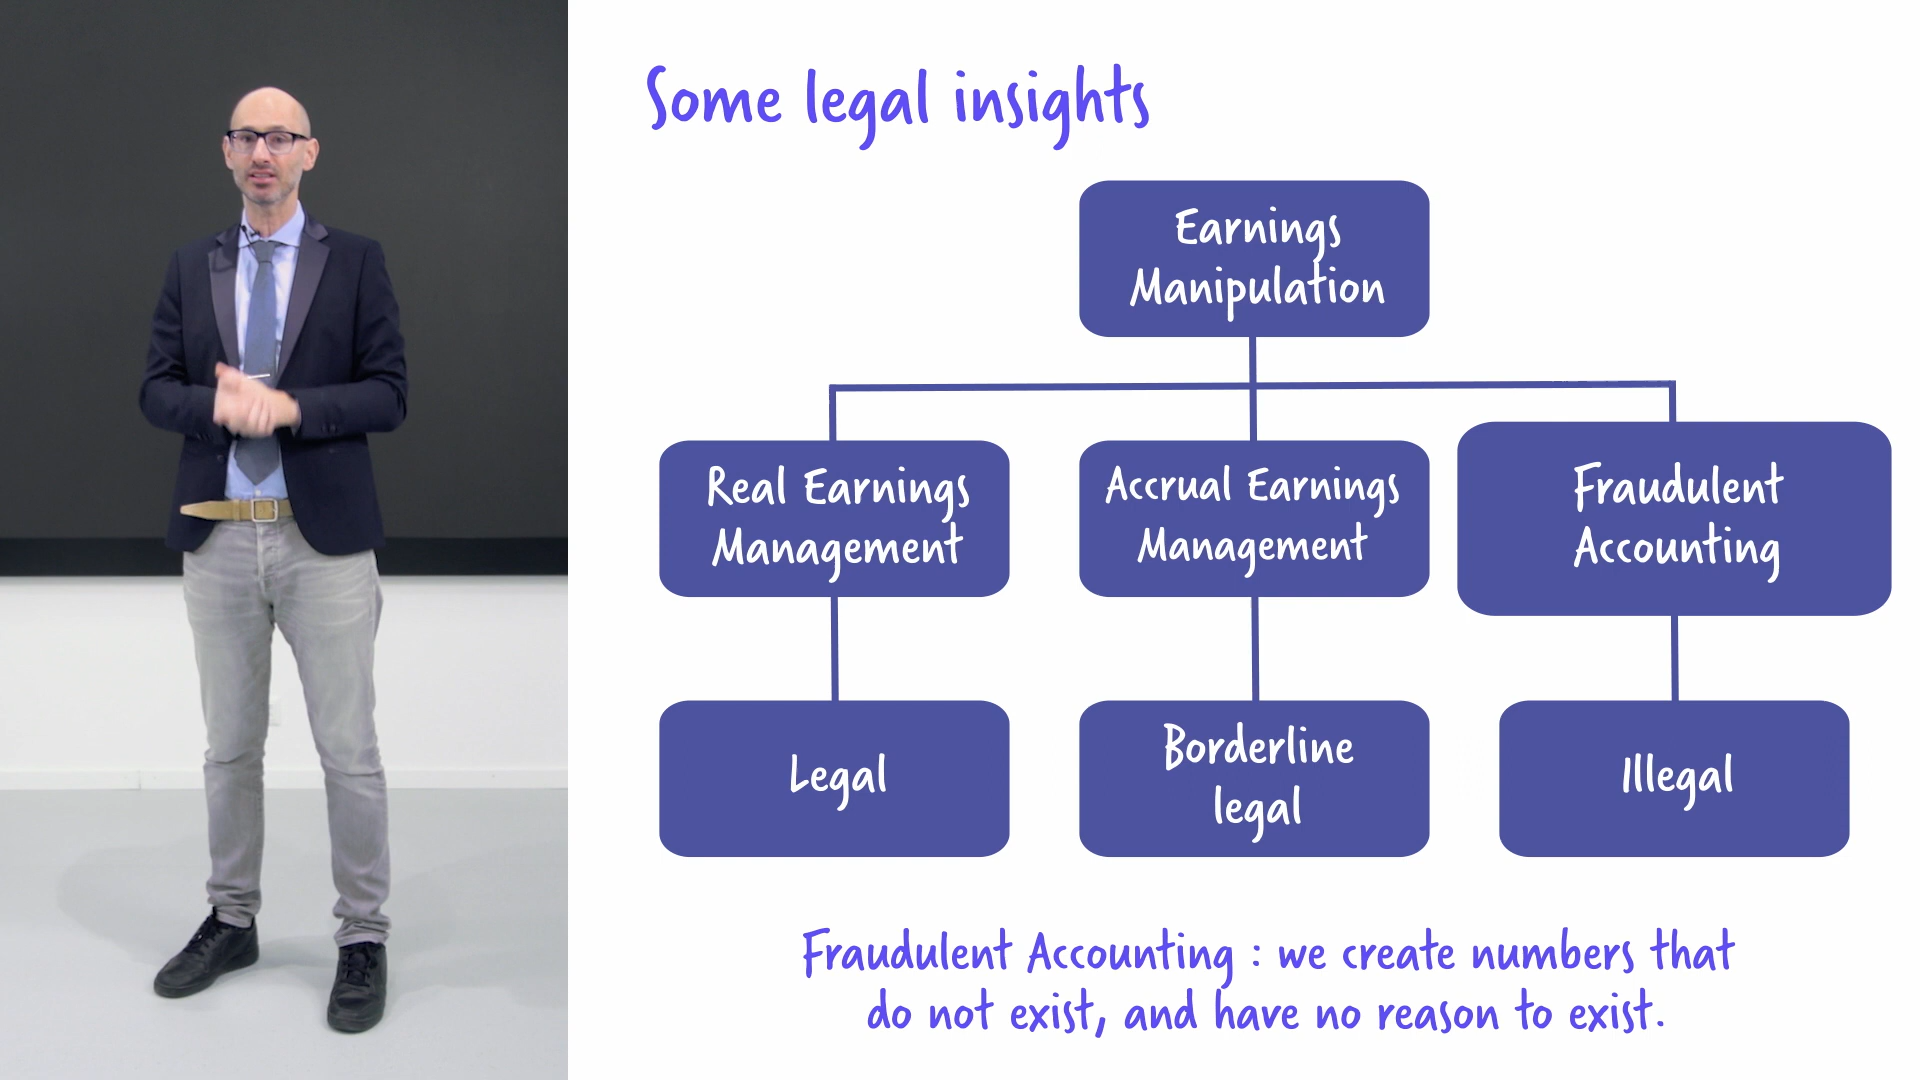 Some legal insights
Earnings
Manipulation
Real Earnings
Management
Accrual Earnings
Management
Fraudulent
Accounting
Legal
Borderline
legal
Illegal
Fraudulent Accounting : we create numbers that
do not exist, and have no reason to exist.